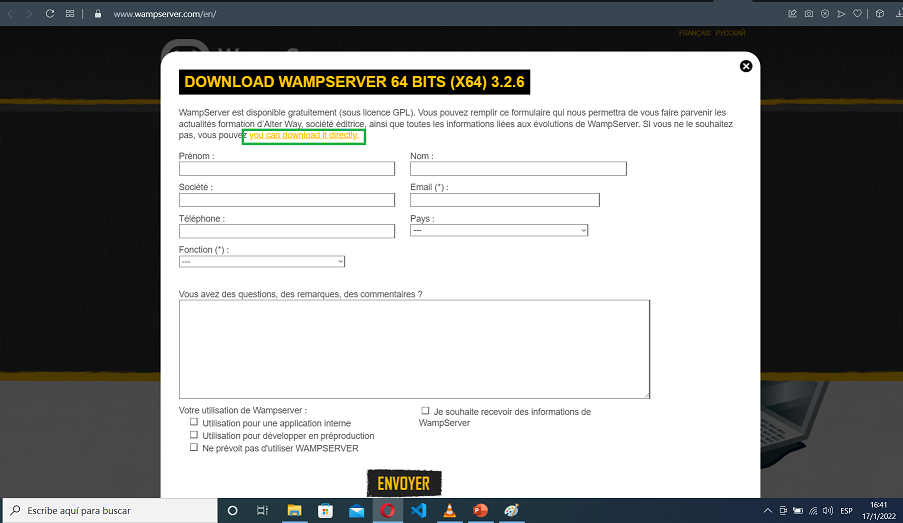 www.wampserver.com/en/
FRANÇAIS РУССКИЙ
DOWNLOAD WAMPSERVER 64 BITS (X64) 3.2.6
WampServer est disponible gratuitement (sous licence GPL). Vous pouvez remplir ce formulaire qui nous permettra de vous faire parvenir les
actualités formation d'Alter Way, société éditrice, ainsi que toutes les informations liées aux évolutions de WampServer. Si vous ne le souhaitez
pas, vous pouvez you can download it directly.
Prénom : Nom :
Société : Email (*) :
Téléphone : Pays :
---
Fonction (*) :
---
Vous avez des questions, des remarques, des commentaires ?
Votre utilisation de Wampserver :
Utilisation pour une application interne
Utilisation pour développer en préproduction
Ne prévoit pas d'utiliser WAMPSERVER
Je souhaite recevoir des informations de
WampServer
ENVOYER
Escribe aquí para buscar
ESP
16:41
17/1/2022